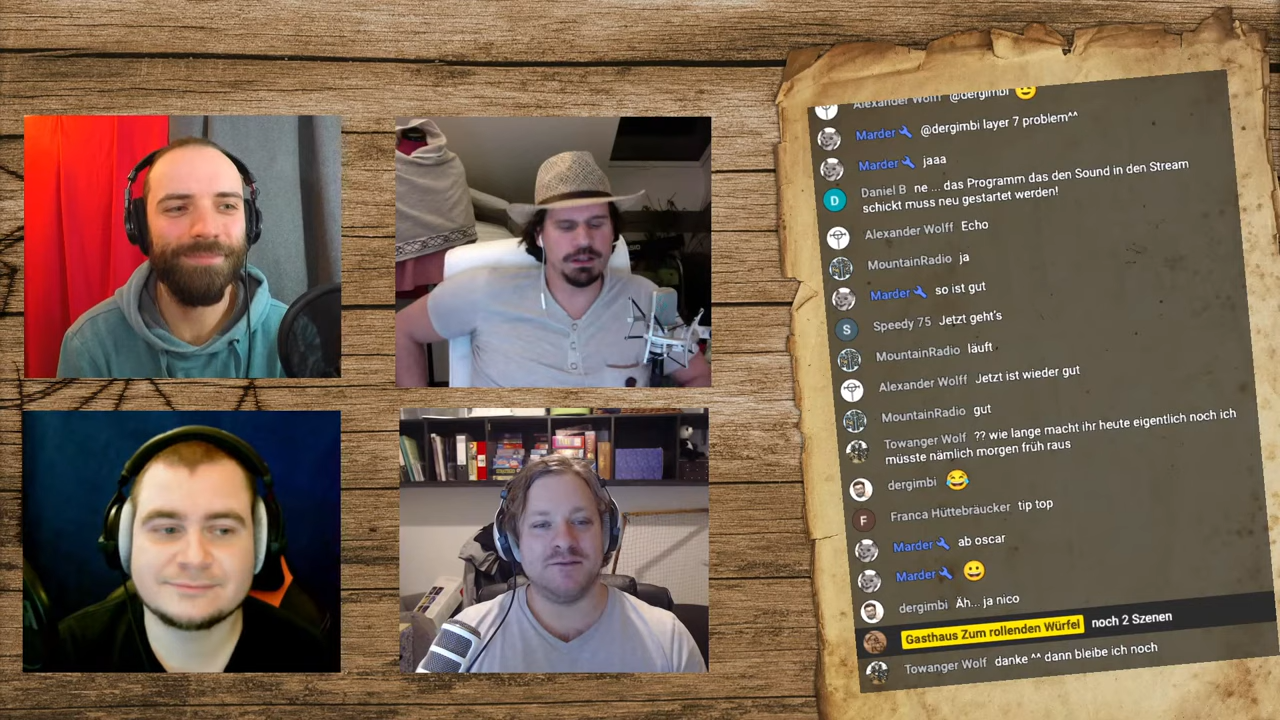 Alexander Wolff @dergimbi 😐
Marder @dergimbi layer 7 problem^^
Marder jaaa
Daniel B ne ... das Programm das den Sound in den Stream
schickt muss neu gestartet werden!
Alexander Wolff Echo
MountainRadio ja
Marder so ist gut
Speedy 75 Jetzt geht's
MountainRadio läuft
Alexander Wolff Jetzt ist wieder gut
MountainRadio gut
Towanger Wolf ?? wie lange macht ihr heute eigentlich noch ich
müsste nämlich morgen früh raus
dergimbi 😂
Franca Hüttebräucker tip top
Marder ab oscar
Marder 😀
dergimbi Äh... ja nico
Gasthaus Zum rollenden Würfel noch 2 Szenen
Towanger Wolf danke ^^ dann bleibe ich noch